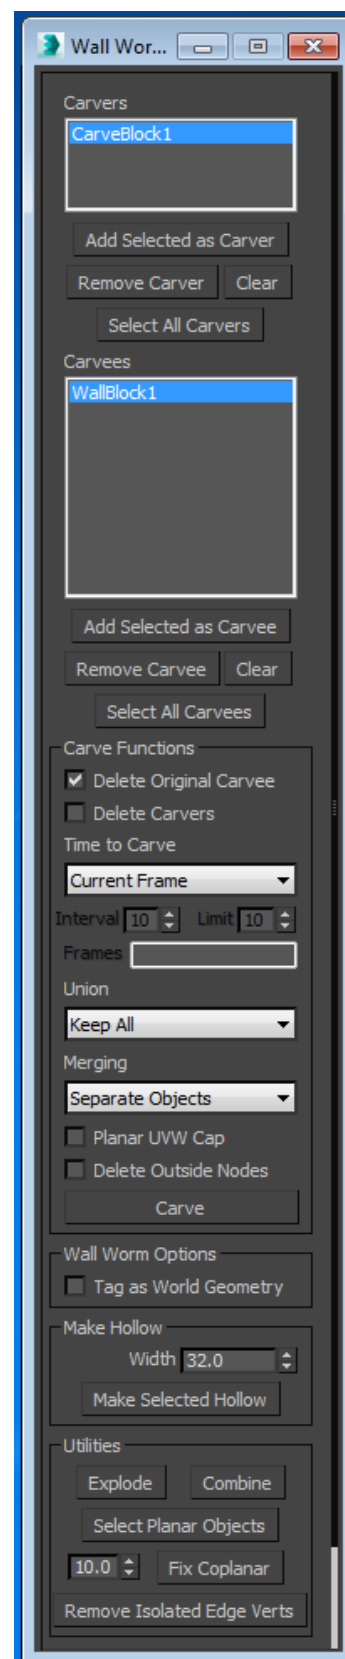 Wall Wor...
Carvers
CarveBlock1
Add Selected as Carver
Remove Carver Clear
Select All Carvers
Carvees
WallBlock1
Add Selected as Carvee
Remove Carvee Clear
Select All Carvees
Carve Functions
Delete Original Carvee
Delete Carvers
Time to Carve
Current Frame
Interval 10 Limit 10
Frames
Union
Keep All
Merging
Separate Objects
Planar UVW Cap
Delete Outside Nodes
Carve
Wall Worm Options
Tag as World Geometry
Make Hollow
Width 32.0
Make Selected Hollow
Utilities
Explode Combine
Select Planar Objects
10.0 Fix Coplanar
Remove Isolated Edge Verts